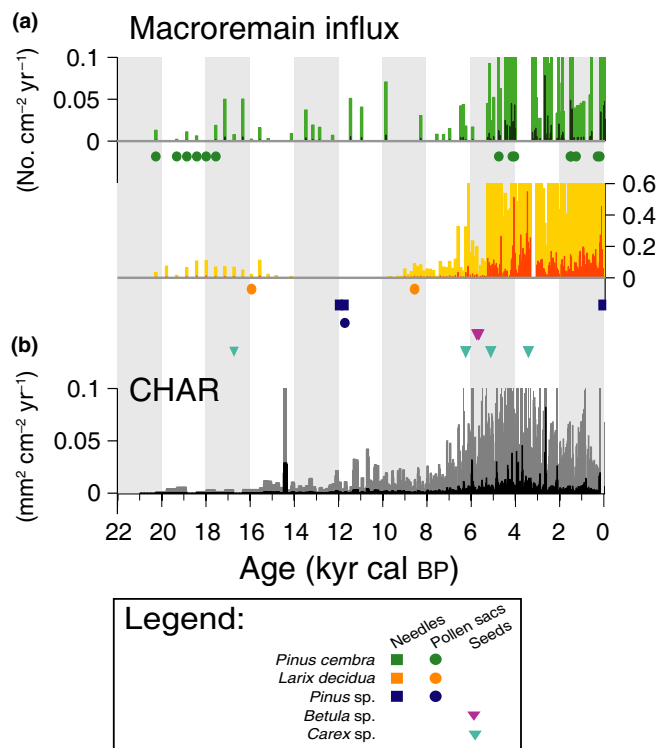 (a)
Macroremain influx
(No. cm⁻² yr⁻¹)
0.1
0.05
0
0.6
0.4
0.2
0
(b)
CHAR
(mm² cm⁻² yr⁻¹)
0.1
0.05
0
22 20 18 16 14 12 10 8 6 4 2 0
Age (kyr cal BP)
Legend:
Needles
Pollen sacs
Seeds
Pinus cembra
Larix decidua
Pinus sp.
Betula sp.
Carex sp.